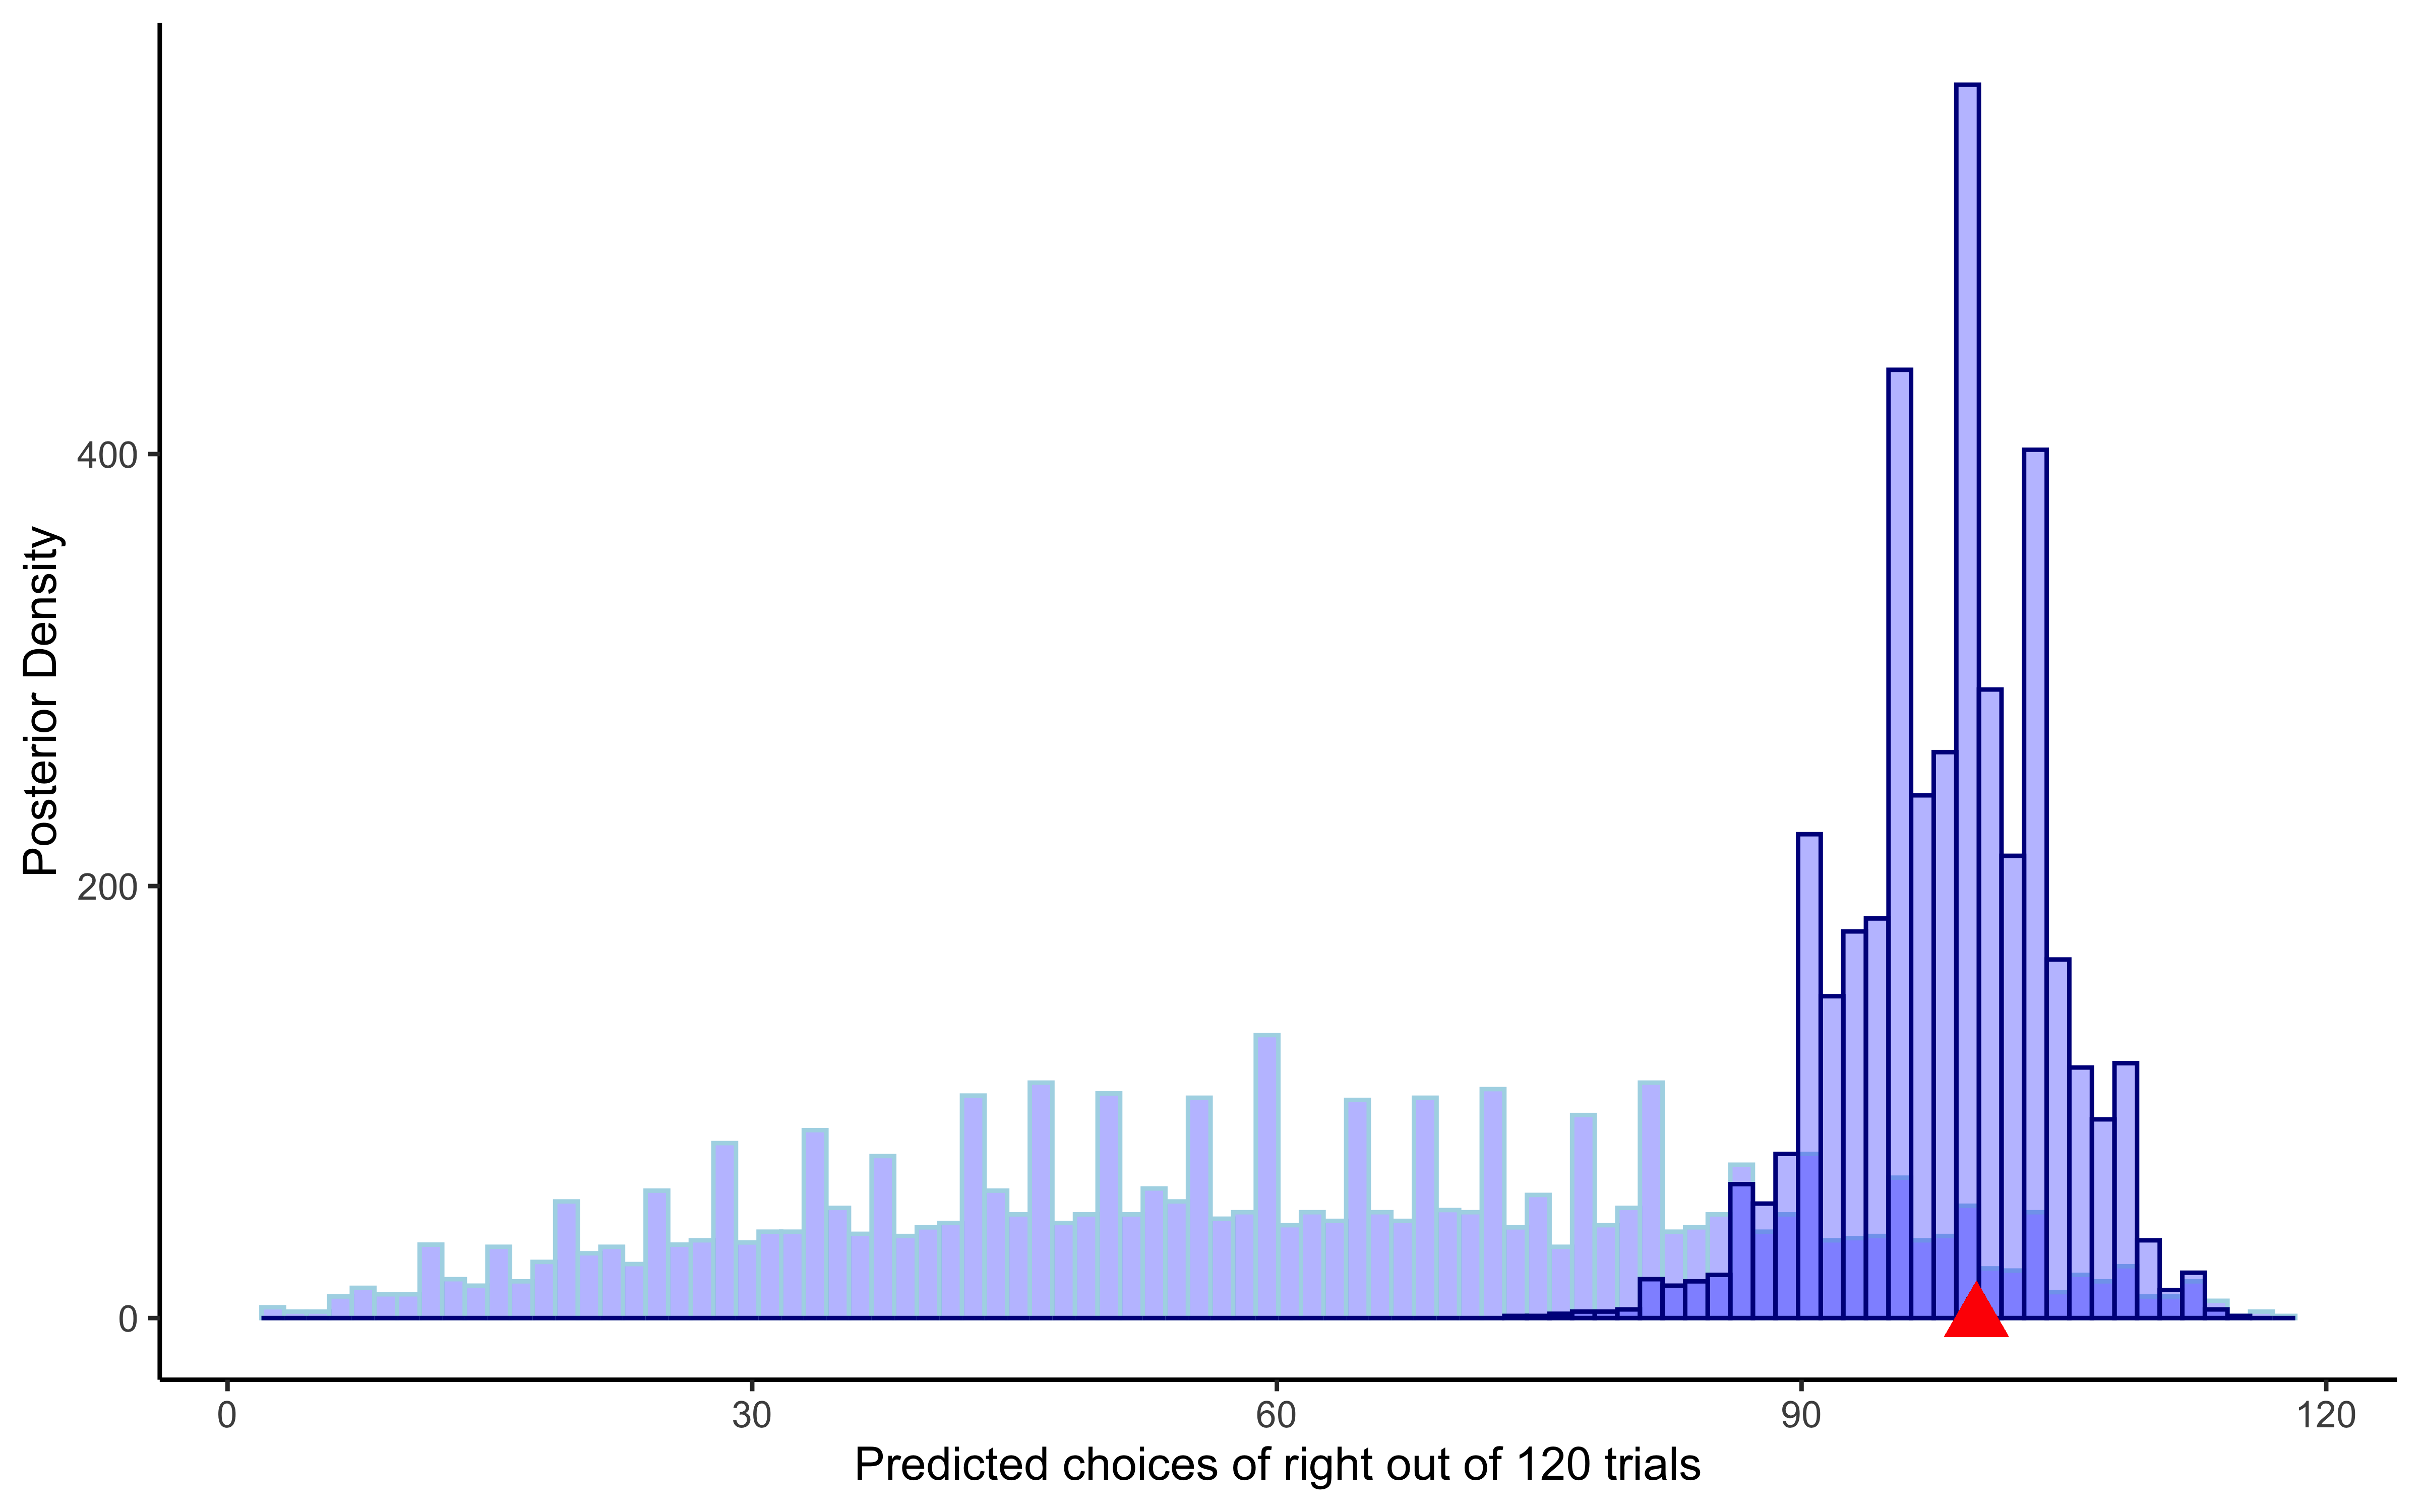 Posterior Density
400
200
0
0 30 60 90 120
Predicted choices of right out of 120 trials